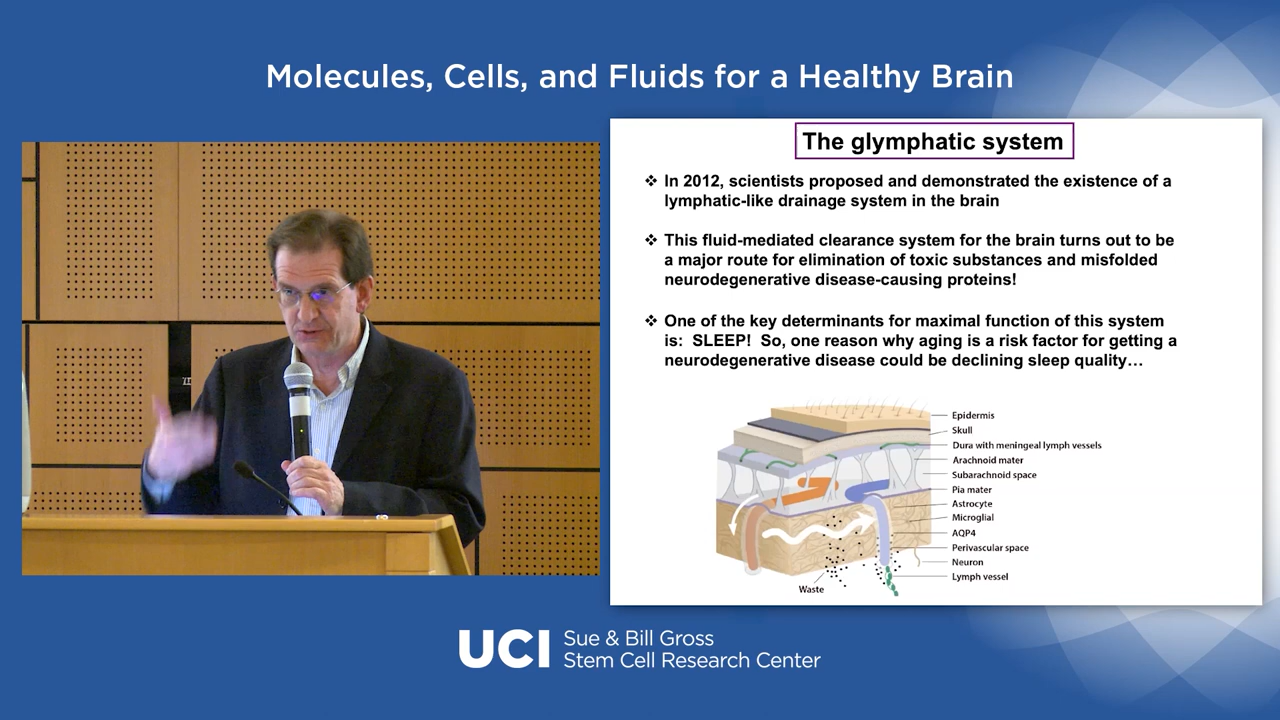 Molecules, Cells, and Fluids for a Healthy Brain
The glymphatic system
❖ In 2012, scientists proposed and demonstrated the existence of a
lymphatic-like drainage system in the brain
❖ This fluid-mediated clearance system for the brain turns out to be
a major route for elimination of toxic substances and misfolded
neurodegenerative disease-causing proteins!
❖ One of the key determinants for maximal function of this system
is: SLEEP! So, one reason why aging is a risk factor for getting a
neurodegenerative disease could be declining sleep quality…
Epidermis
Skull
Dura with meningeal lymph vessels
Arachnoid mater
Subarachnoid space
Pia mater
Astrocyte
Microglial
AQP4
Perivascular space
Neuron
Lymph vessel
Waste
UCI
Sue & Bill Gross
Stem Cell Research Center